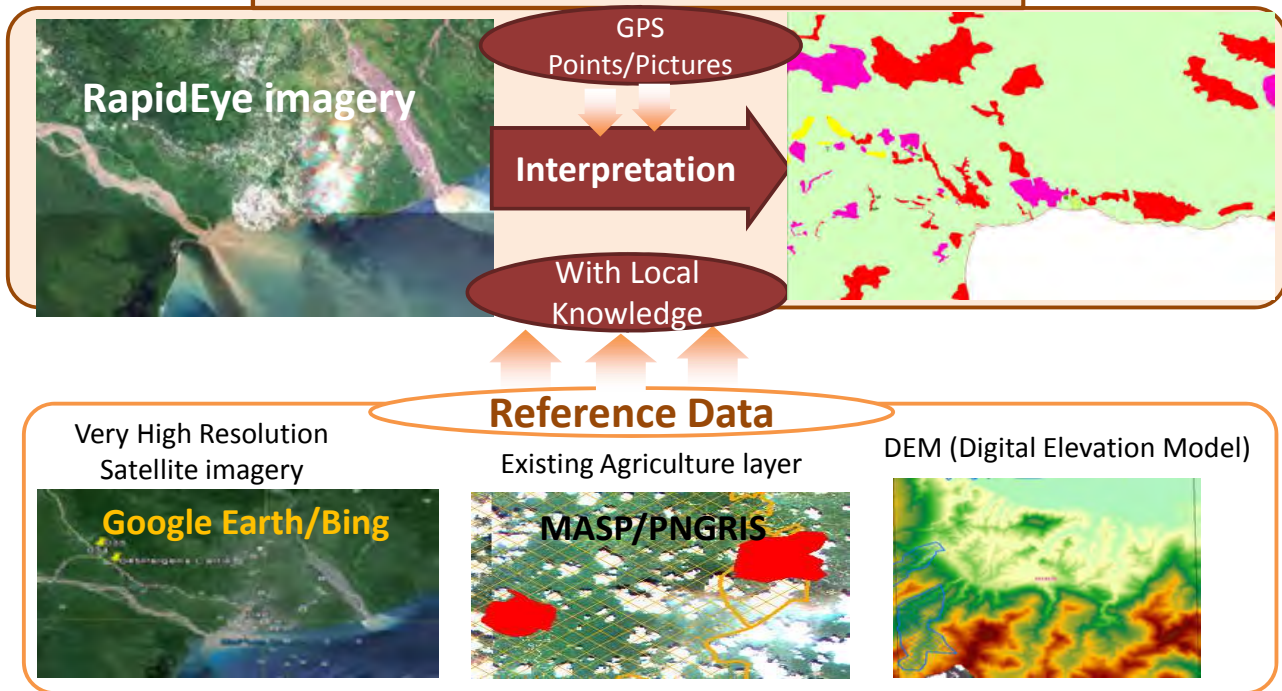 RapidEye imagery
GPS
Points/Pictures
Interpretation
With Local
Knowledge
Reference Data
Very High Resolution
Satellite imagery
Google Earth/Bing
Existing Agriculture layer
MASP/PNGRIS
DEM (Digital Elevation Model)